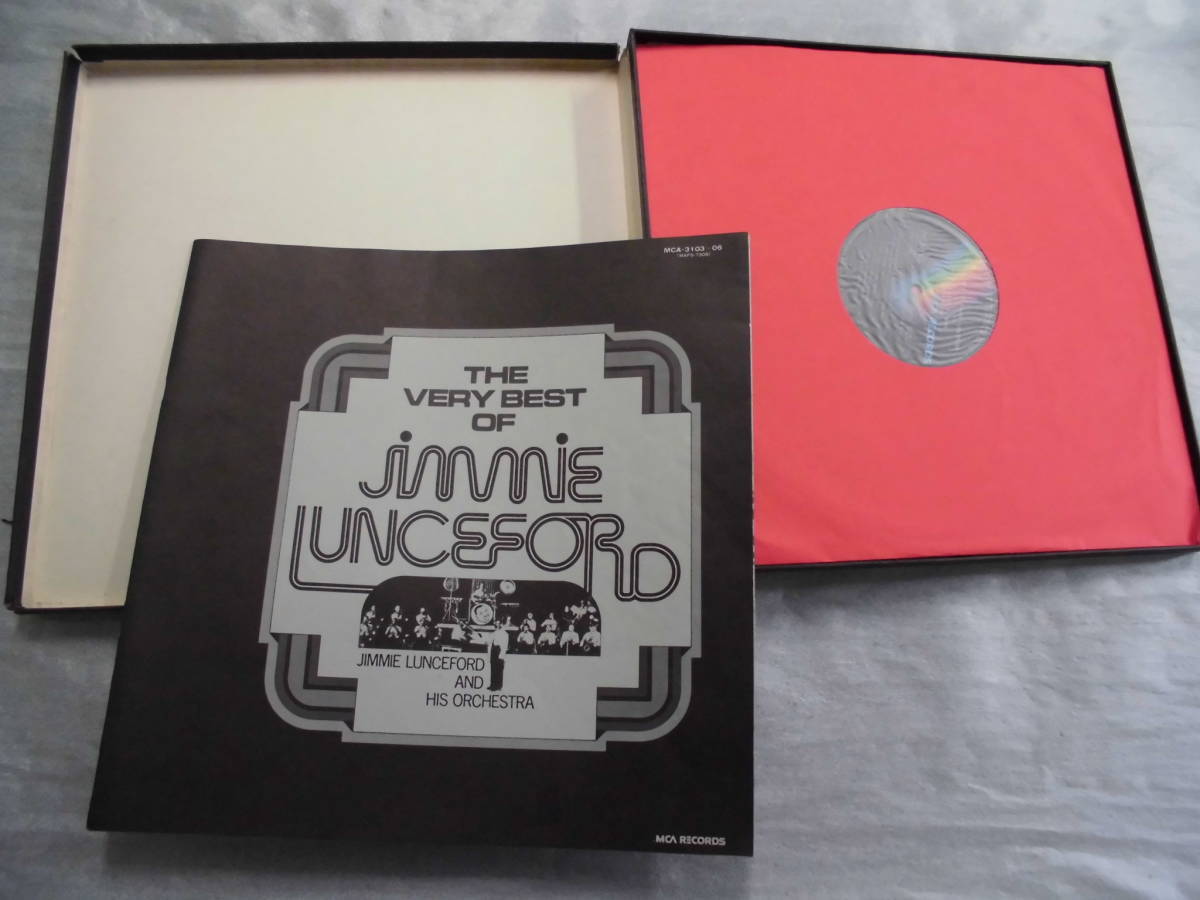 MCA-3103-06
THE
VERY BEST
OF
JIMMIE
LUNCEFORD
JIMMIE LUNCEFORD
AND
HIS ORCHESTRA
MCA RECORDS